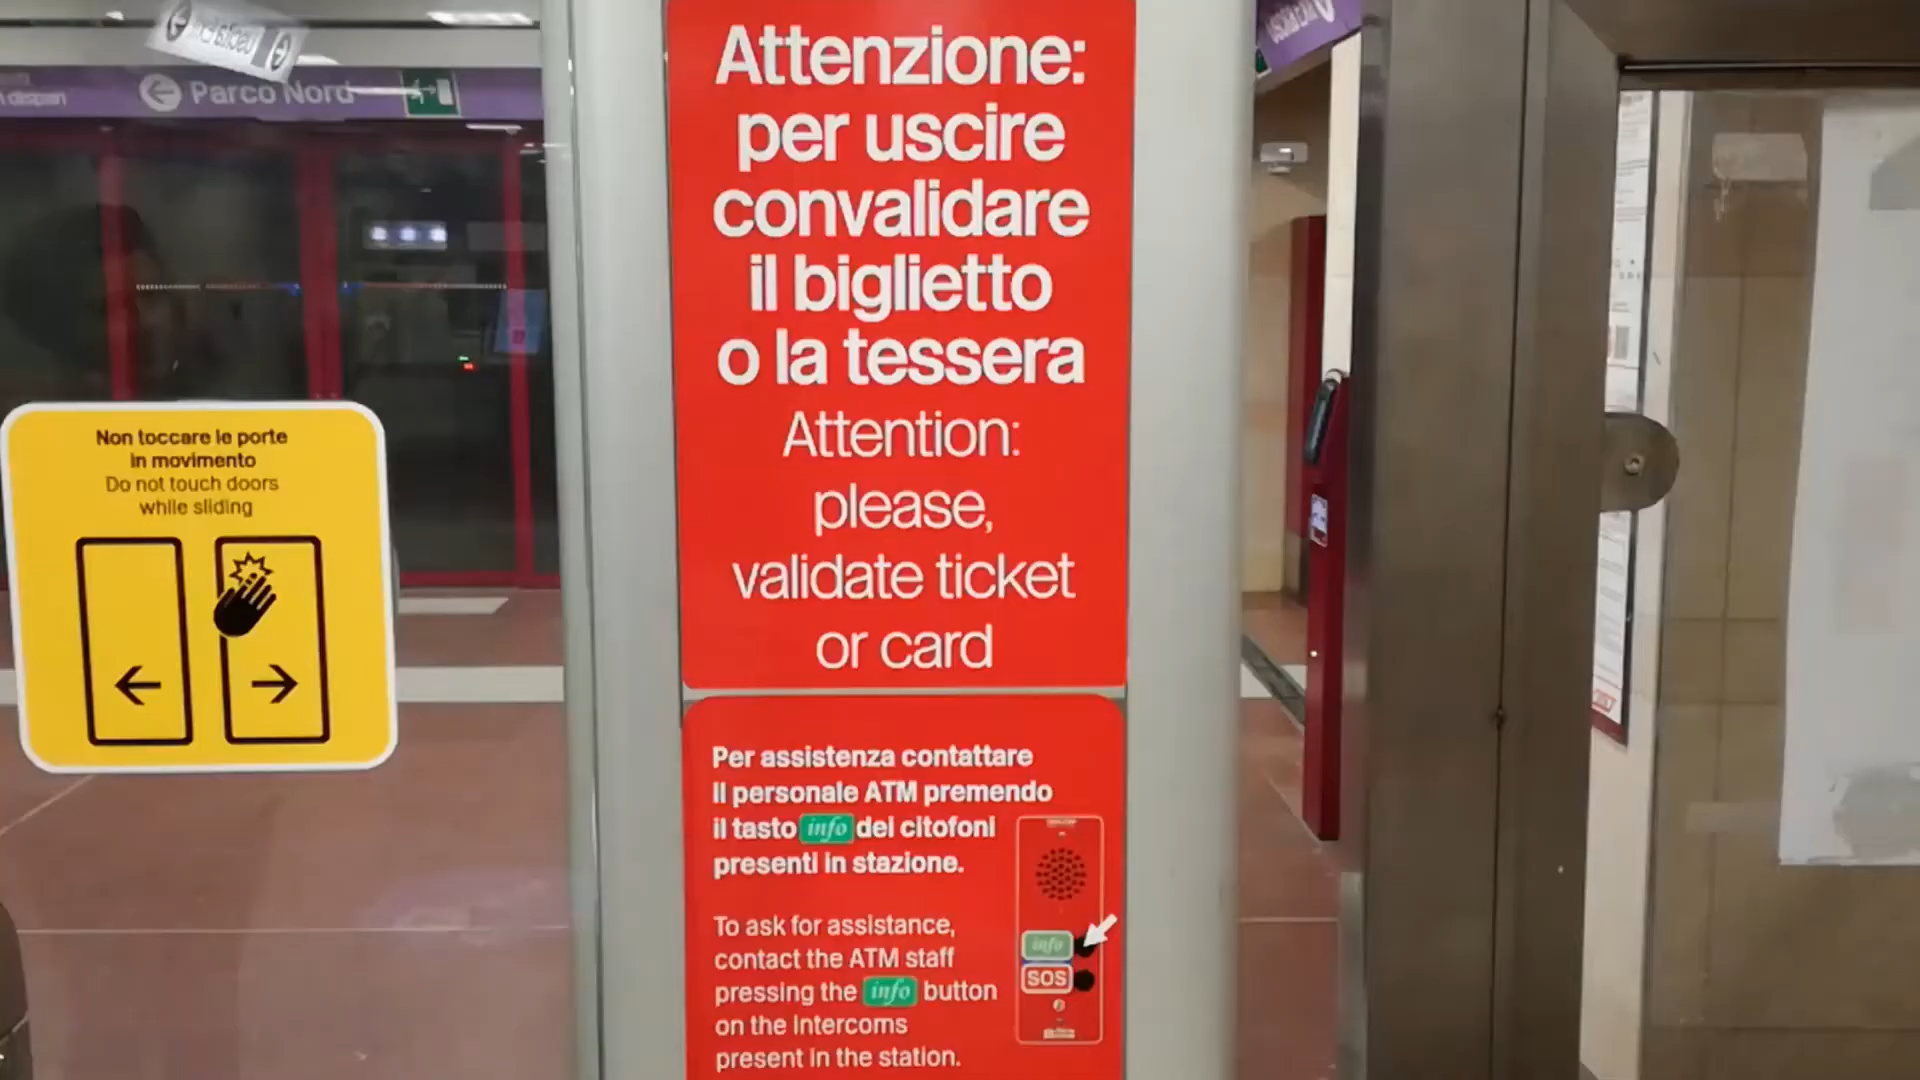 Parco Nord
Attenzione:
per uscire
convalidare
il biglietto
o la tessera
Attention:
please,
validate ticket
or card
Non toccare le porte
in movimento
Do not touch doors
while sliding
Per assistenza contattare
il personale ATM premendo
il tasto info dei citofoni
presenti in stazione.
To ask for assistance,
contact the ATM staff
pressing the info button
on the intercoms
present in the station.
info
SOS